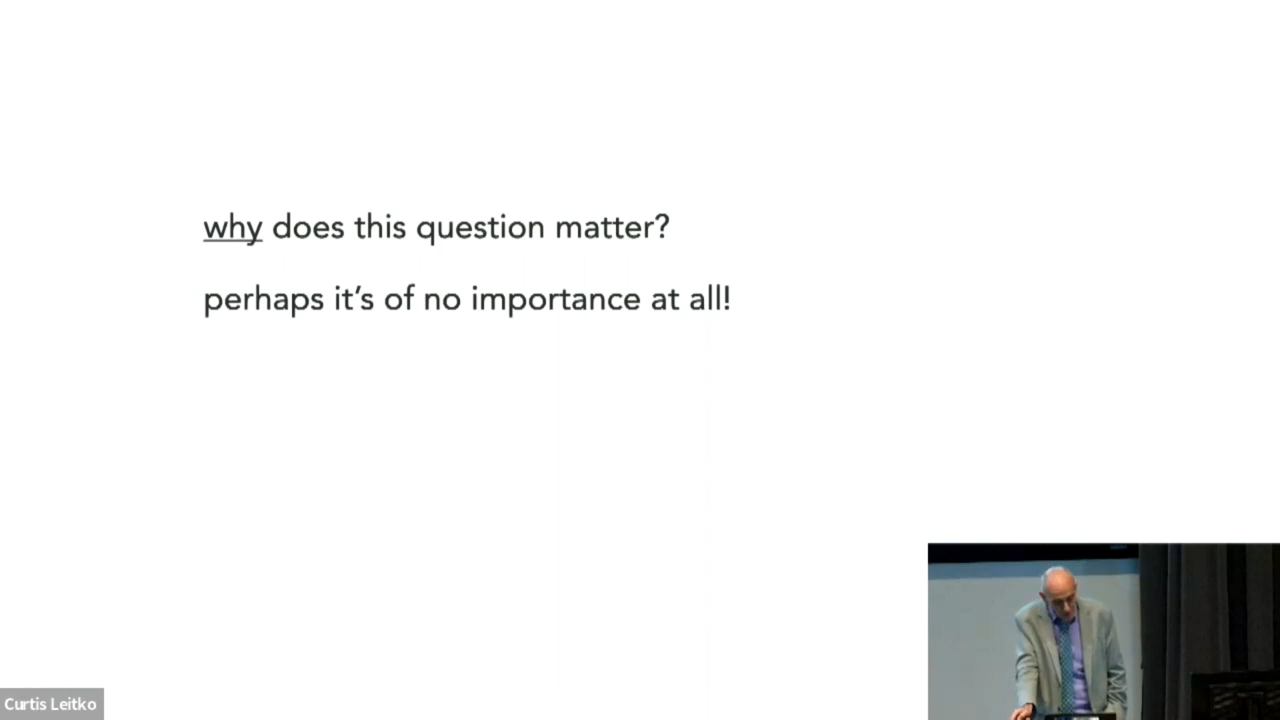 why does this question matter?
perhaps it's of no importance at all!
Curtis Leitko